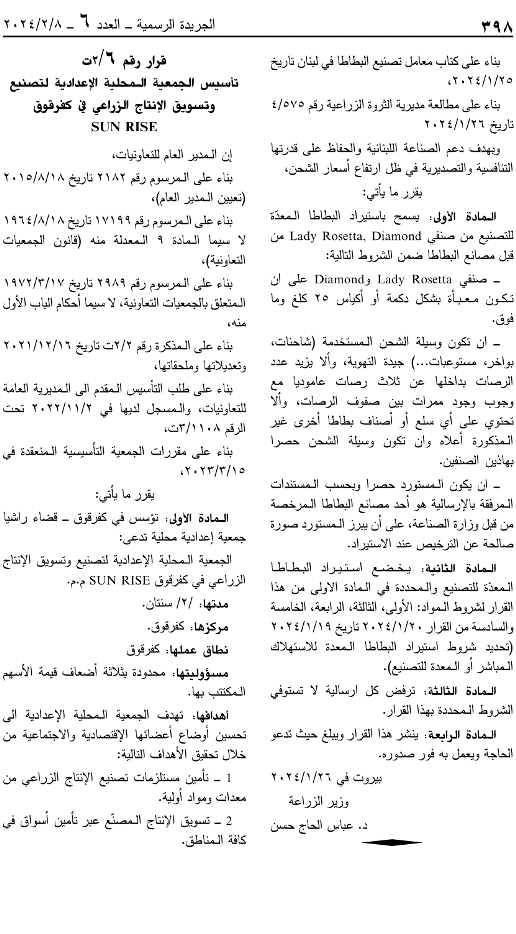 ٣٩٨
الجريدة الرسمية – العدد ٦ – ٢٠٢٤/٢/٨
بناء على كتاب معامل تصنيع البطاطا في لبنان تاريخ
٢٠٢٤/١/٢٥،
بناء على مطالعة مديرية الثروة الزراعية رقم ٤/٥٧٥
تاريخ ٢٠٢٤/١/٢٦
وبهدف دعم الصناعة اللبنانية والحفاظ على قدرتها
التنافسية والتصديرية في ظل ارتفاع أسعار الشحن،
يقرر ما يأتي:
المادة الأولى: يسمح باستيراد البطاطا المعدّة
للتصنيع من صنفي Lady Rosetta, Diamond من
قبل مصانع البطاطا ضمن الشروط التالية:
– صنفي Lady Rosetta وDiamond على ان
تكون معبأة بشكل دكمة أو أكياس ٢٥ كلغ وما
فوق.
– ان تكون وسيلة الشحن المستخدمة (شاحنات،
بواخر، مستوعبات...) جيدة التهوية، وألا يزيد عدد
الرصات بداخلها عن ثلاث رصات عاموديا مع
وجوب وجود ممرات بين صفوف الرصات، وألا
تحتوي على أي سلع أو أصناف بطاطا أخرى غير
المذكورة أعلاه وان تكون وسيلة الشحن حصرا
بهاذين الصنفين.
– ان يكون المستورد حصرا وبحسب المستندات
المرفقة بالإرسالية هو أحد مصانع البطاطا المرخصة
من قبل وزارة الصناعة، على أن يبرز المستورد صورة
صالحة عن الترخيص عند الاستيراد.
المادة الثانية: يخضع استيراد البطاطا
المعدّة للتصنيع والمحددة في المادة الاولى من هذا
القرار لشروط المواد: الأولى، الثالثة، الرابعة، الخامسة
والسادسة من القرار ٢٠٢٤/١/٢٠ تاريخ ٢٠٢٤/١/١٩
(تحديد شروط استيراد البطاطا المعدة للاستهلاك
المباشر أو المعدة للتصنيع).
المادة الثالثة: ترفض كل ارسالية لا تستوفي
الشروط المحددة بهذا القرار.
المادة الرابعة: ينشر هذا القرار ويبلغ حيث تدعو
الحاجة ويعمل به فور صدوره.
بيروت في ٢٠٢٤/١/٢٦
وزير الزراعة
د. عباس الحاج حسن
قرار رقم ٣/٦ت
تأسيس الجمعية المحلية الإعدادية لتصنيع
وتسويق الإنتاج الزراعي في كفرقوق
SUN RISE
إن المدير العام للتعاونيات،
بناء على المرسوم رقم ٢١٨٢ تاريخ ٢٠١٥/٨/١٨
(تعيين المدير العام)،
بناء على المرسوم رقم ١٧١٩٩ تاريخ ١٩٦٤/٨/١٨
لا سيما المادة ٩ المعدلة منه (قانون الجمعيات
التعاونية)،
بناء على المرسوم رقم ٢٩٨٩ تاريخ ١٩٧٢/٣/١٧
المتعلق بالجمعيات التعاونية، لا سيما أحكام الباب الأول
منه،
بناء على المذكرة رقم ٢/٢ت تاريخ ٢٠٢١/١٢/١٦
وتعديلاتها وملحقاتها،
بناء على طلب التأسيس المقدم الى المديرية العامة
للتعاونيات، والمسجل لديها في ٢٠٢٢/١١/٢ تحت
الرقم ٣/١١٠٨ت،
بناء على مقررات الجمعية التأسيسية المنعقدة في
٢٠٢٣/٣/١٥،
يقرر ما يأتي:
المادة الأولى: تؤسس في كفرقوق – قضاء راشيا
جمعية إعدادية محلية تدعى:
الجمعية المحلية الإعدادية لتصنيع وتسويق الإنتاج
الزراعي في كفرقوق SUN RISE م.م.
مدتها: /٢/ سنتان.
مركزها: كفرقوق.
نطاق عملها: كفرقوق
مسؤوليتها: محدودة بثلاثة أضعاف قيمة الأسهم
المكتتب بها.
أهدافها: تهدف الجمعية المحلية الإعدادية الى
تحسين أوضاع أعضائها الإقتصادية والاجتماعية من
خلال تحقيق الأهداف التالية:
1 – تأمين مستلزمات تصنيع الإنتاج الزراعي من
معدات ومواد أولية.
2 – تسويق الإنتاج المصنّع عبر تأمين أسواق في
كافة المناطق.